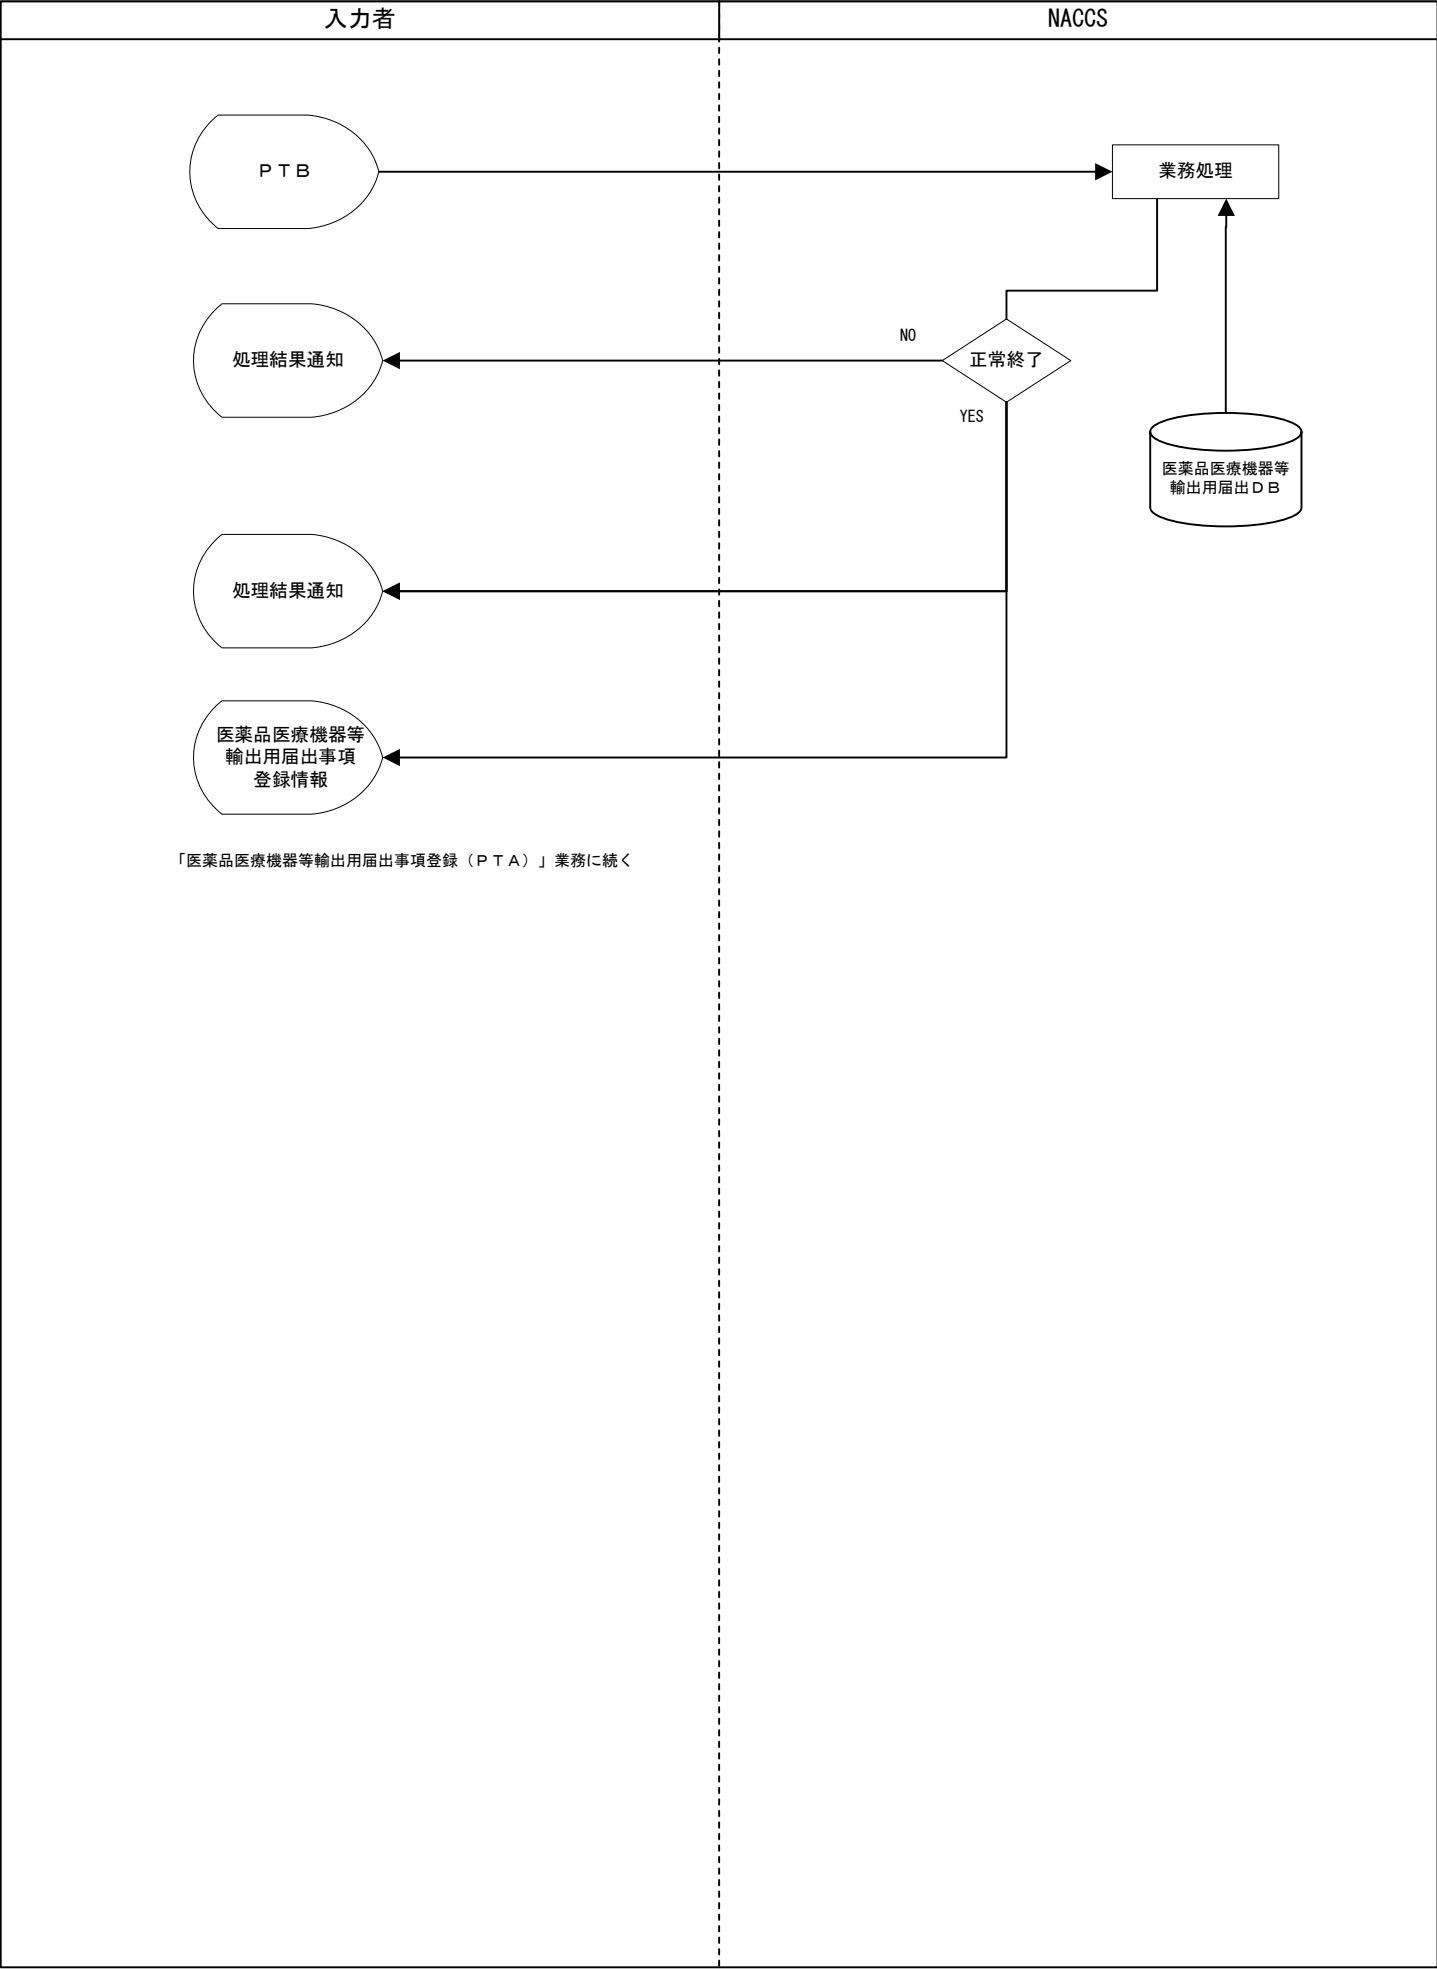 入力者
NACCS
ＰＴＢ
業務処理
処理結果通知
NO
正常終了
YES
医薬品医療機器等
輸出用届出ＤＢ
処理結果通知
医薬品医療機器等
輸出用届出事項
登録情報
「医薬品医療機器等輸出用届出事項登録（ＰＴＡ）」業務に続く